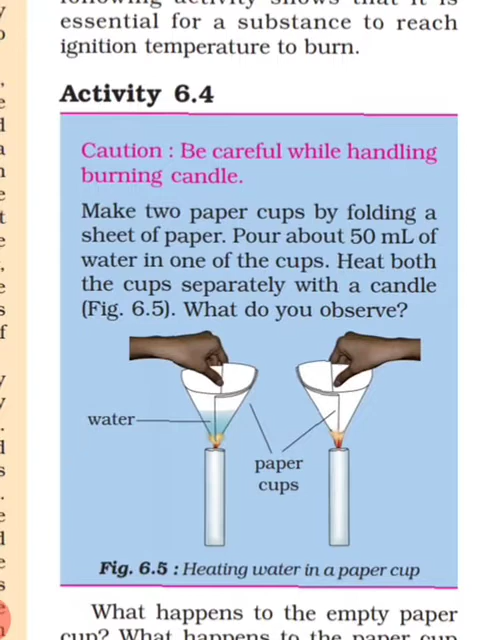 essential for a substance to reach
ignition temperature to burn.
Activity 6.4
Caution : Be careful while handling
burning candle.
Make two paper cups by folding a
sheet of paper. Pour about 50 mL of
water in one of the cups. Heat both
the cups separately with a candle
(Fig. 6.5). What do you observe?
water
paper
cups
Fig. 6.5 : Heating water in a paper cup
What happens to the empty paper
cup? What happens to the paper cup